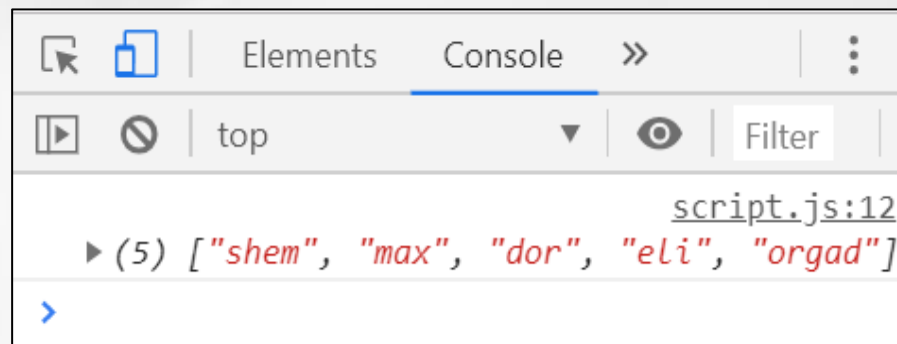 Elements Console »
top ▼ Filter
script.js:12
▶ (5) ["shem", "max", "dor", "eli", "orgad"]
>